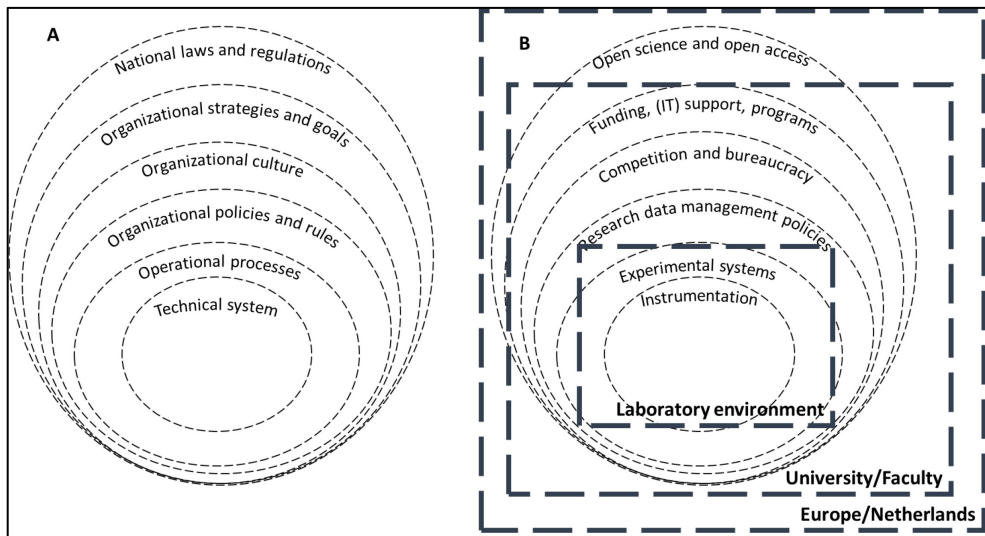 A
National laws and regulations
Organizational strategies and goals
Organizational culture
Organizational policies and rules
Operational processes
Technical system
B
Open science and open access
Funding, (IT) support, programs
Competition and bureaucracy
Research data management policies
Experimental systems
Instrumentation
Laboratory environment
University/Faculty
Europe/Netherlands